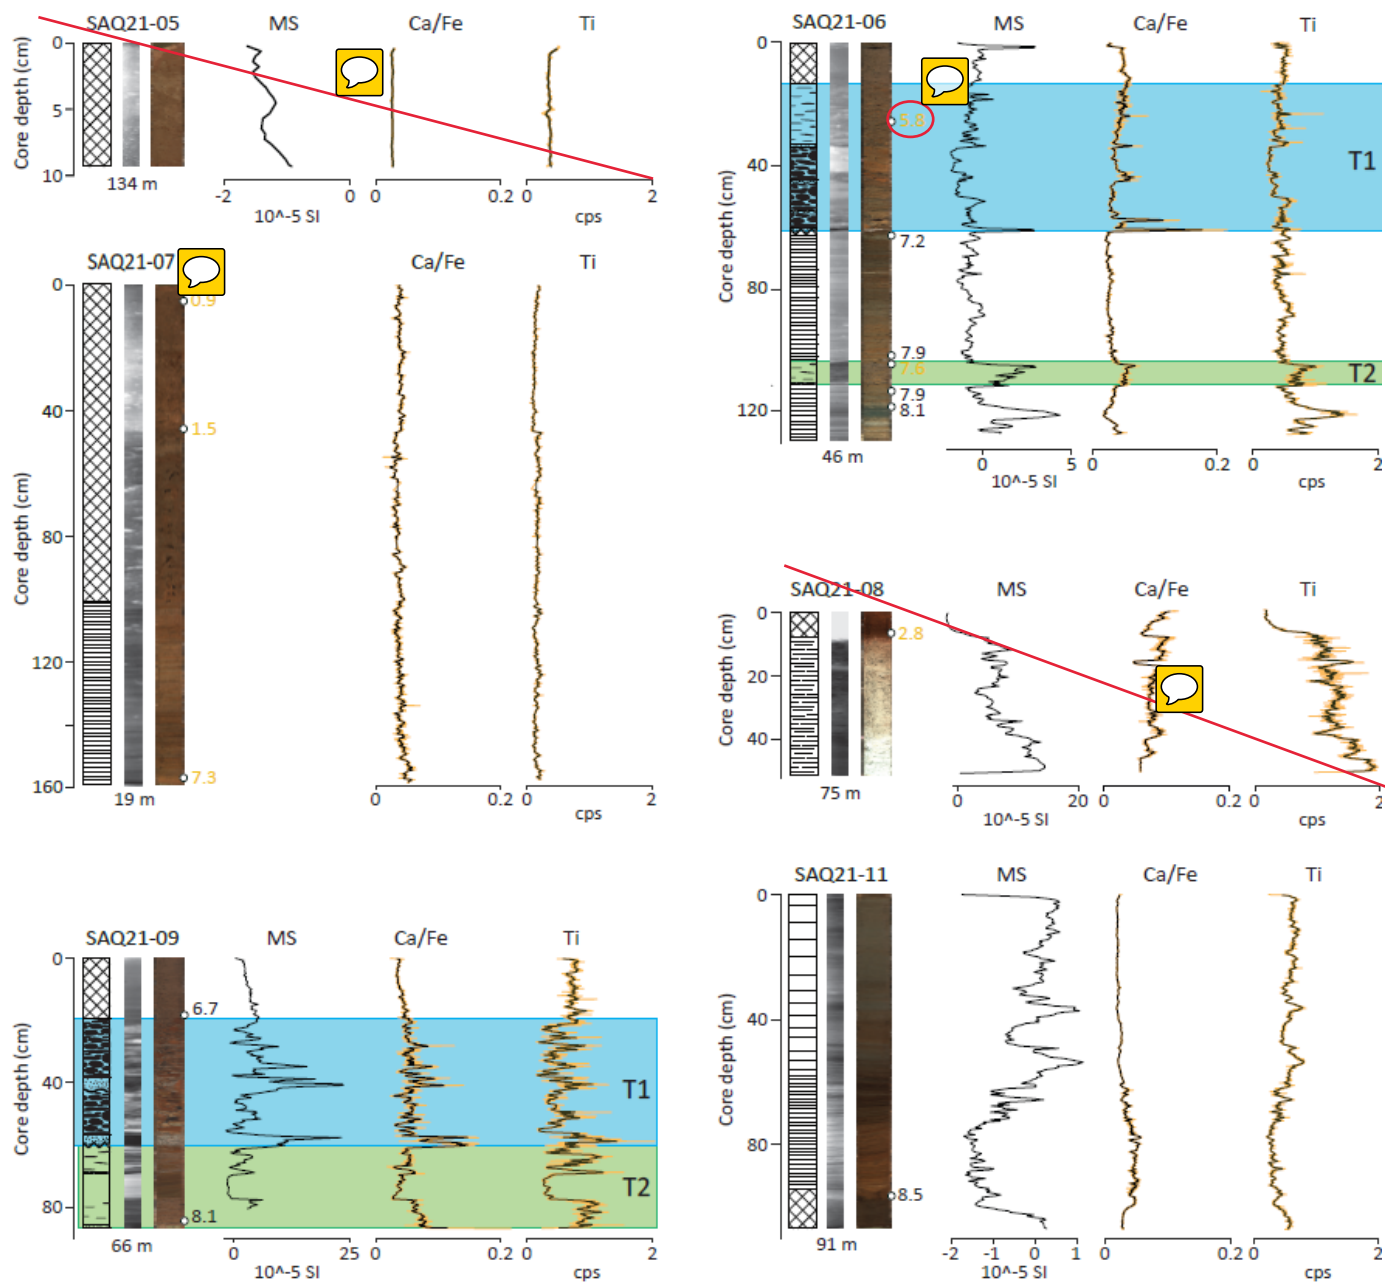 SAQ21-05 MS Ca/Fe Ti
Core depth (cm)
0
5
10
134 m
-2 0
10^-5 SI
0 0.2
0 2
cps
SAQ21-06 MS Ca/Fe Ti
Core depth (cm)
0
40
80
120
5.8
7.2
7.9
7.6
7.9
8.1
T1
T2
46 m
0 5
10^-5 SI
0 0.2
0 2
cps
SAQ21-07 Ca/Fe Ti
Core depth (cm)
0
40
80
120
160
0.9
1.5
7.3
19 m
0 0.2
0 2
cps
SAQ21-08 MS Ca/Fe Ti
Core depth (cm)
0
20
40
2.8
75 m
0 20
10^-5 SI
0 0.2
0 2
cps
SAQ21-09 MS Ca/Fe Ti
Core depth (cm)
0
40
80
6.7
8.1
T1
T2
66 m
0 25
10^-5 SI
0 0.2
0 2
cps
SAQ21-11 MS Ca/Fe Ti
Core depth (cm)
0
40
80
8.5
91 m
-2 -1 0 1
10^-5 SI
0 0.2
0 2
cps